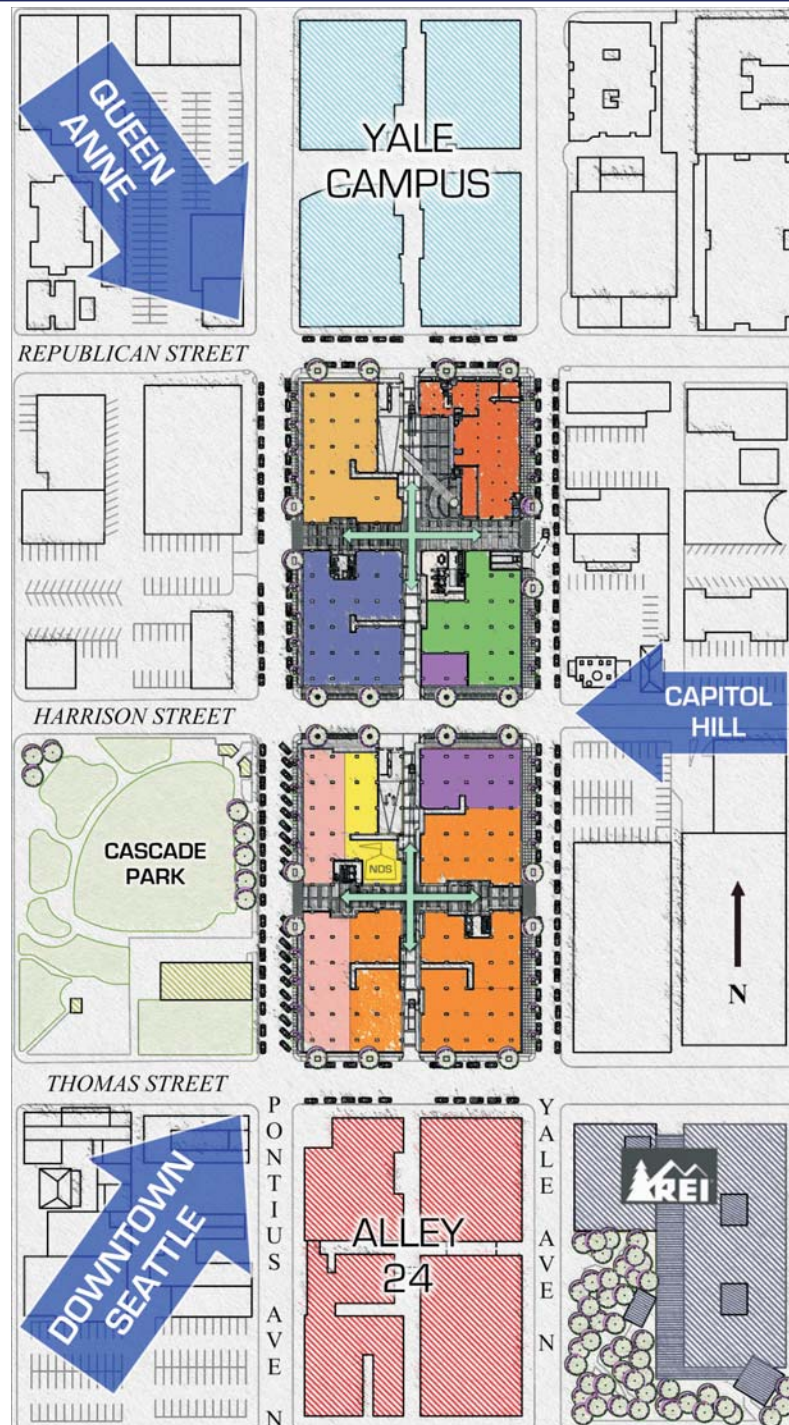 QUEEN
ANNE
YALE
CAMPUS
REPUBLICAN STREET
HARRISON STREET
CAPITOL
HILL
CASCADE
PARK
NDS
N
THOMAS STREET
PONTIUS AVE N
YALE AVE N
REI
DOWNTOWN
SEATTLE
ALLEY
24